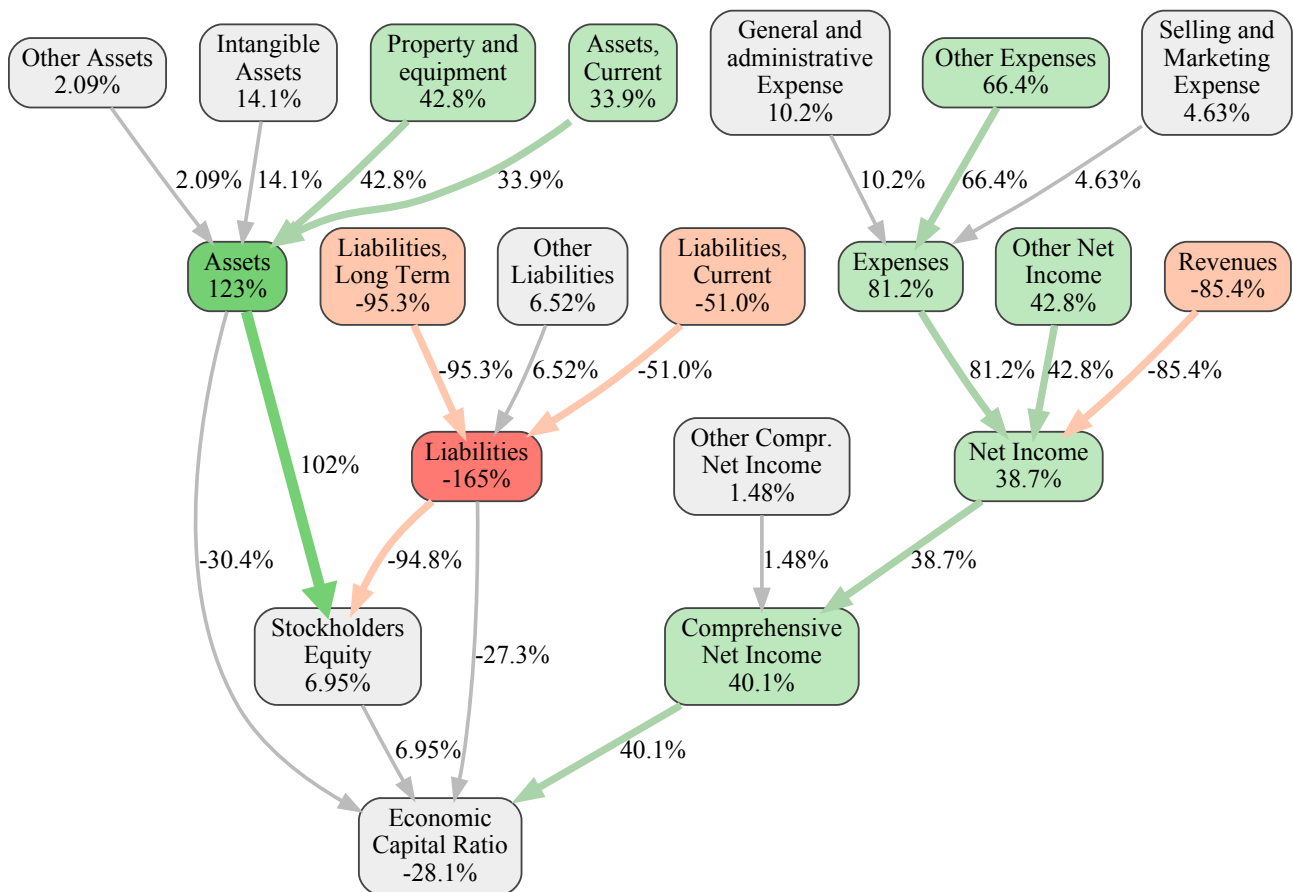 Other Assets
2.09%
Intangible
Assets
14.1%
Property and
equipment
42.8%
Assets,
Current
33.9%
General and
administrative
Expense
10.2%
Other Expenses
66.4%
Selling and
Marketing
Expense
4.63%
2.09%
14.1%
42.8%
33.9%
10.2%
66.4%
4.63%
Assets
123%
Liabilities,
Long Term
-95.3%
Other
Liabilities
6.52%
Liabilities,
Current
-51.0%
Expenses
81.2%
Other Net
Income
42.8%
Revenues
-85.4%
-95.3%
6.52%
-51.0%
81.2%
42.8%
-85.4%
102%
Liabilities
-165%
Other Compr.
Net Income
1.48%
Net Income
38.7%
-30.4%
-94.8%
1.48%
38.7%
-27.3%
Stockholders
Equity
6.95%
Comprehensive
Net Income
40.1%
6.95%
40.1%
Economic
Capital Ratio
-28.1%